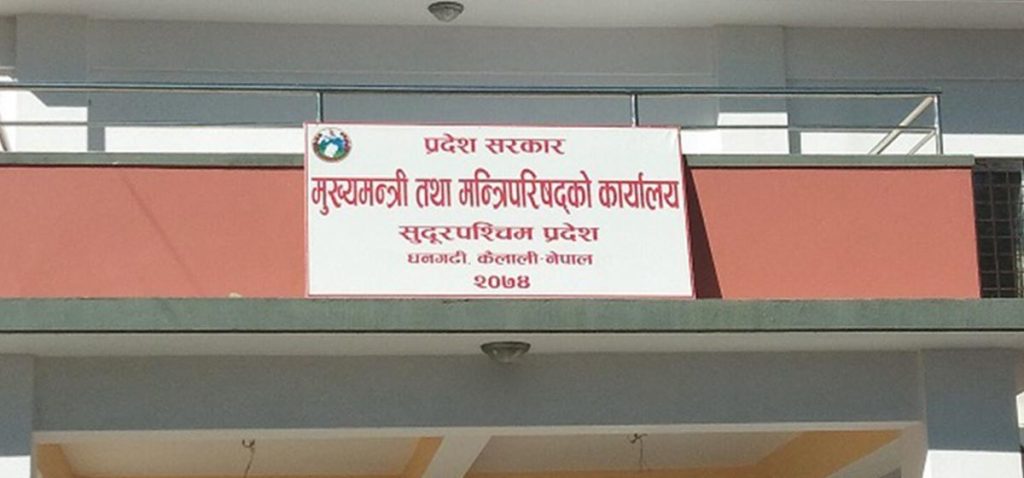 प्रदेश सरकार
मुख्यमन्त्री तथा मन्त्रिपरिषद्को कार्यालय
सुदूरपश्चिम प्रदेश
धनगढी, कैलाली-नेपाल
२०७४